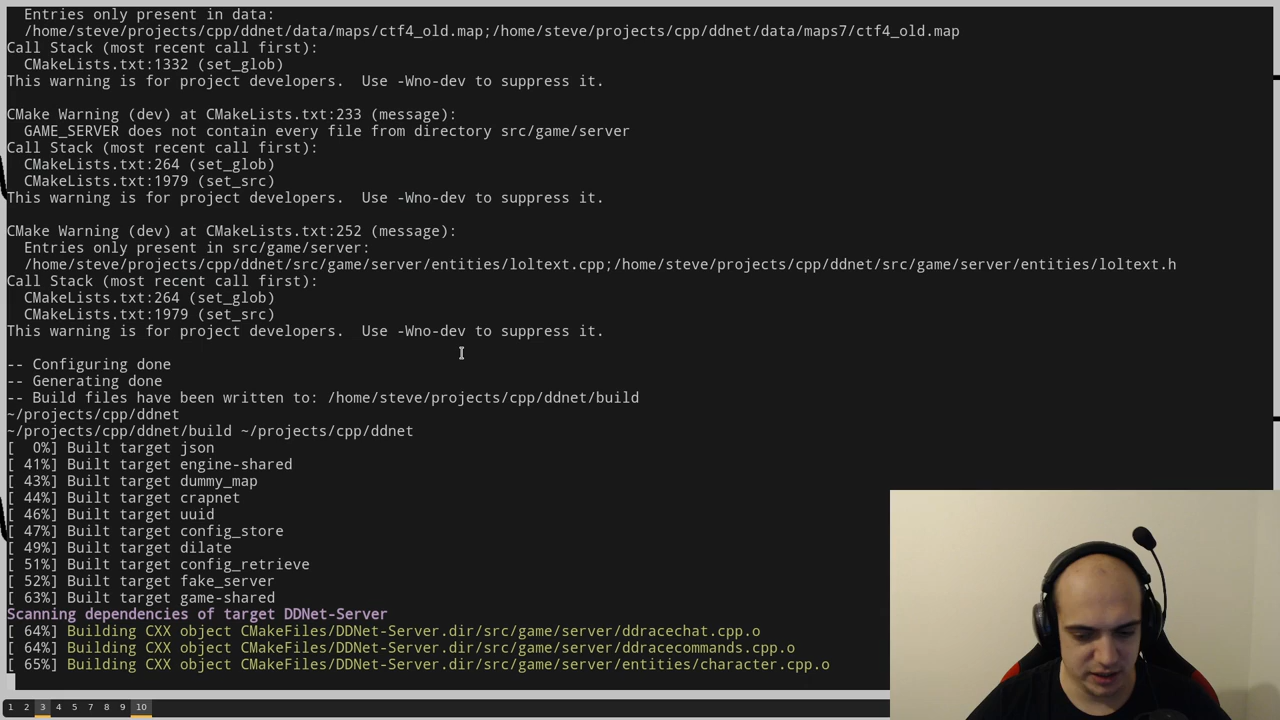 Entries only present in data:
  /home/steve/projects/cpp/ddnet/data/maps/ctf4_old.map;/home/steve/projects/cpp/ddnet/data/maps7/ctf4_old.map
Call Stack (most recent call first):
  CMakeLists.txt:1332 (set_glob)
This warning is for project developers.  Use -Wno-dev to suppress it.

CMake Warning (dev) at CMakeLists.txt:233 (message):
  GAME_SERVER does not contain every file from directory src/game/server
Call Stack (most recent call first):
  CMakeLists.txt:264 (set_glob)
  CMakeLists.txt:1979 (set_src)
This warning is for project developers.  Use -Wno-dev to suppress it.

CMake Warning (dev) at CMakeLists.txt:252 (message):
  Entries only present in src/game/server:
  /home/steve/projects/cpp/ddnet/src/game/server/entities/loltext.cpp;/home/steve/projects/cpp/ddnet/src/game/server/entities/loltext.h
Call Stack (most recent call first):
  CMakeLists.txt:264 (set_glob)
  CMakeLists.txt:1979 (set_src)
This warning is for project developers.  Use -Wno-dev to suppress it.

-- Configuring done
-- Generating done
-- Build files have been written to: /home/steve/projects/cpp/ddnet/build
~/projects/cpp/ddnet
~/projects/cpp/ddnet/build ~/projects/cpp/ddnet
[  0%] Built target json
[ 41%] Built target engine-shared
[ 43%] Built target dummy_map
[ 44%] Built target crapnet
[ 46%] Built target uuid
[ 47%] Built target config_store
[ 49%] Built target dilate
[ 51%] Built target config_retrieve
[ 52%] Built target fake_server
[ 63%] Built target game-shared
Scanning dependencies of target DDNet-Server
[ 64%] Building CXX object CMakeFiles/DDNet-Server.dir/src/game/server/ddracechat.cpp.o
[ 64%] Building CXX object CMakeFiles/DDNet-Server.dir/src/game/server/ddracecommands.cpp.o
[ 65%] Building CXX object CMakeFiles/DDNet-Server.dir/src/game/server/entities/character.cpp.o
1 2 3 4 5 7 8 9 10